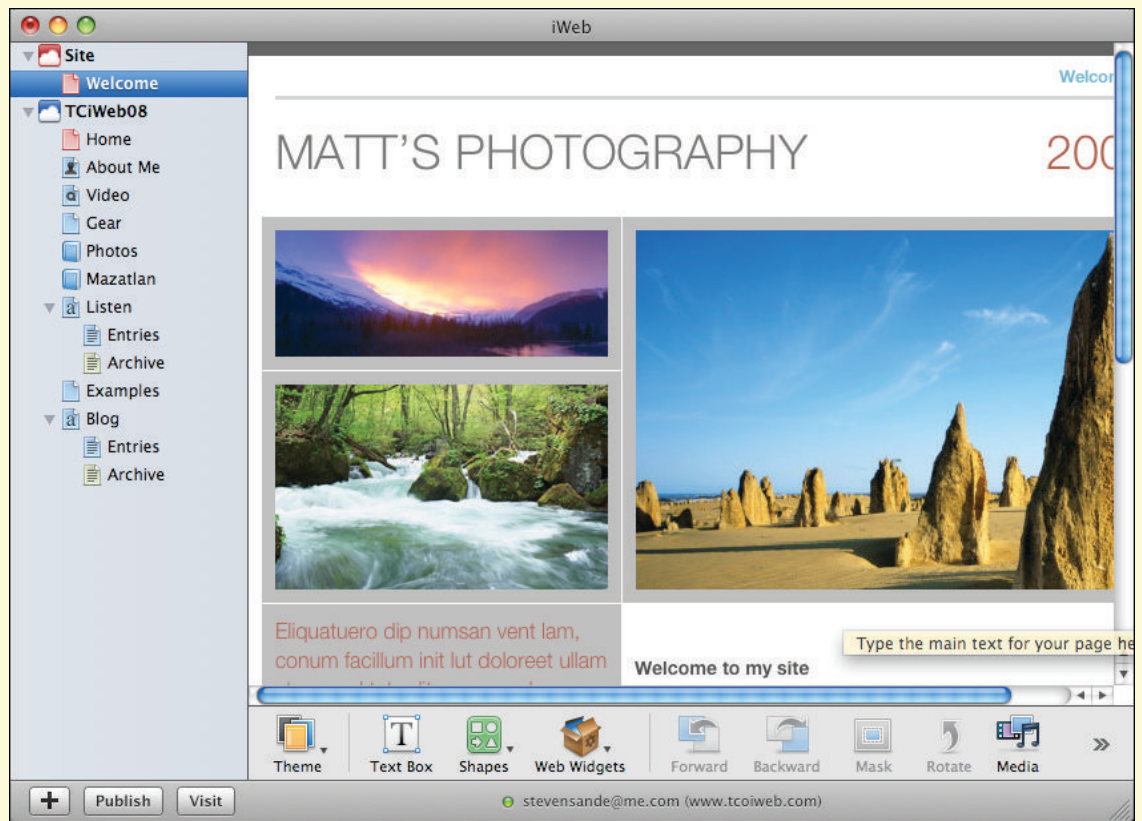 iWeb
Site
Welcome
TCiWeb08
Home
About Me
Video
Gear
Photos
Mazatlan
a Listen
Entries
Archive
Examples
a Blog
Entries
Archive
Welcor
MATT'S PHOTOGRAPHY 200
Eliquatuero dip numsan vent lam,
conum facillum init lut doloreet ullam
Type the main text for your page he
Welcome to my site
Theme
T Text Box
Shapes
Web Widgets
Forward
Backward
Mask
Rotate
Media
+ Publish Visit
stevensande@me.com (www.tcoiweb.com)